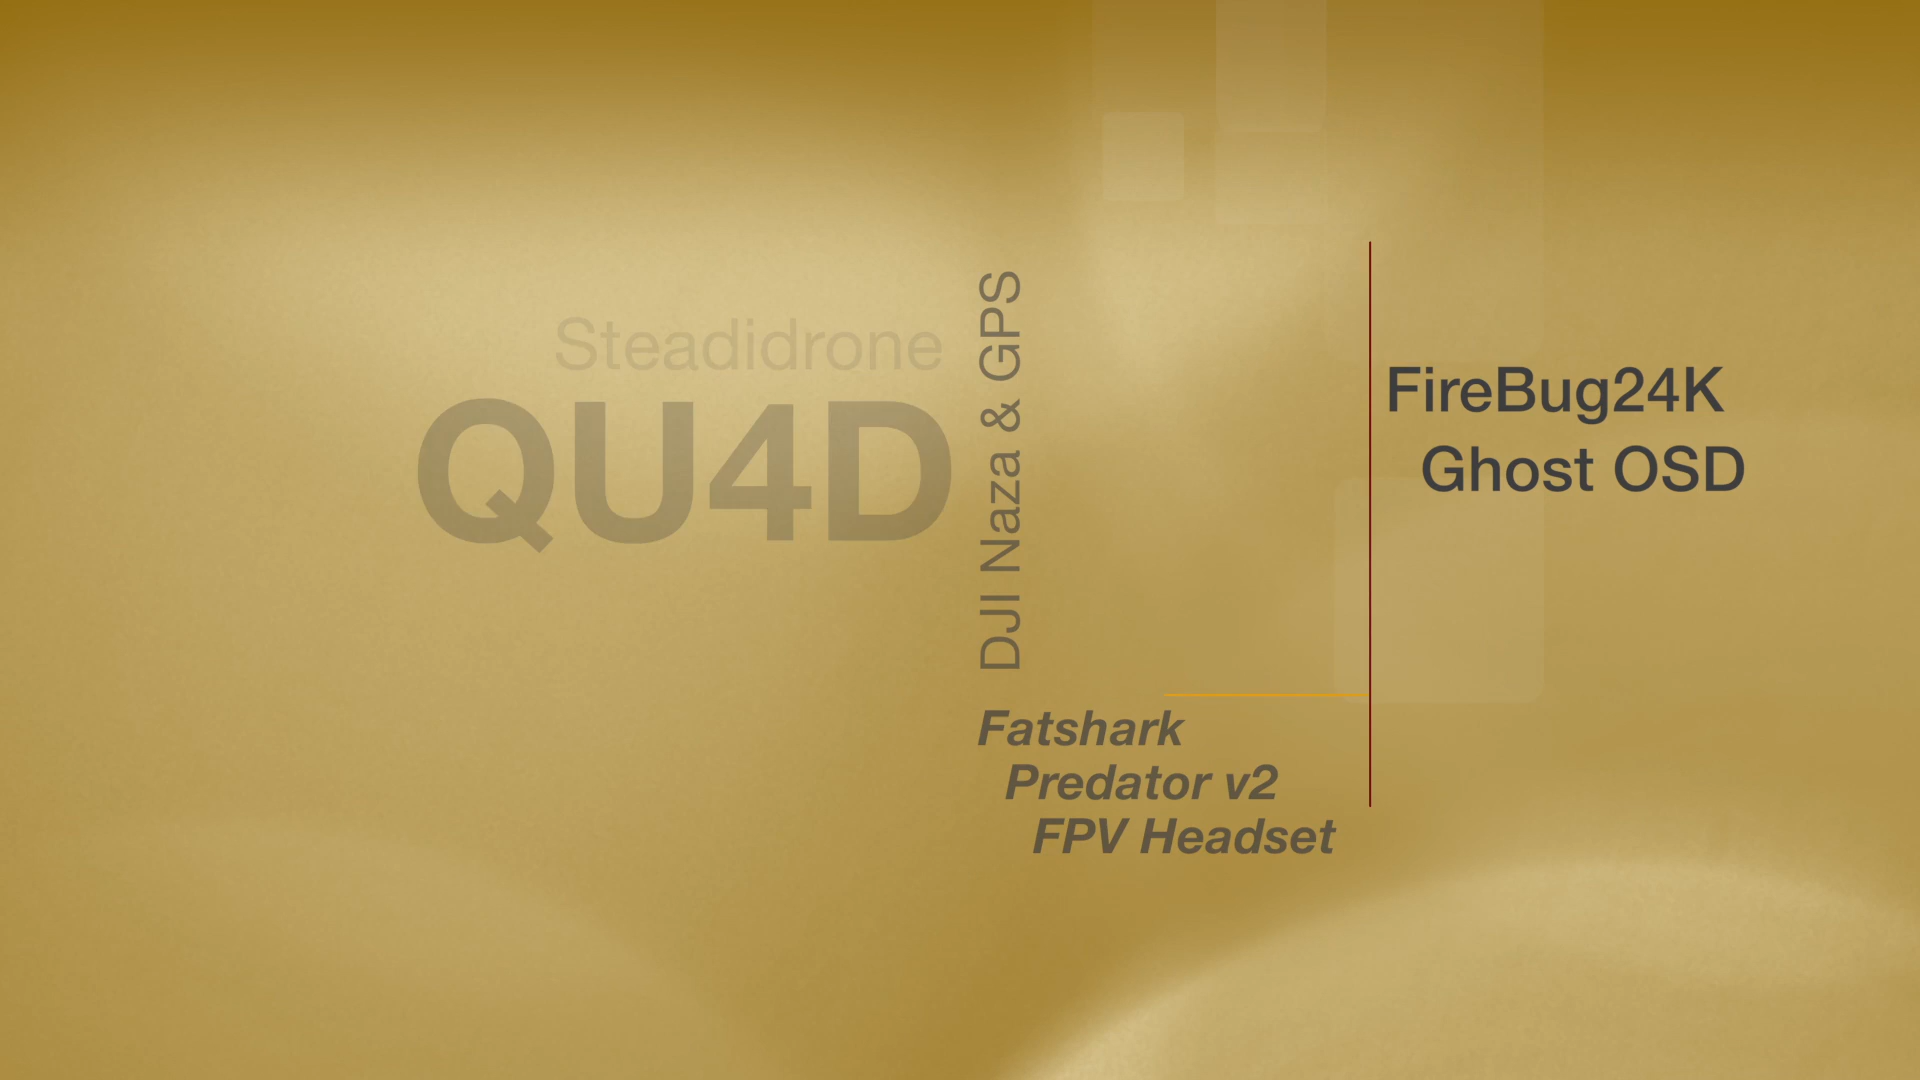 Steadidrone
QU4D
DJI Naza & GPS
Fatshark
Predator v2
FPV Headset
FireBug24K
Ghost OSD